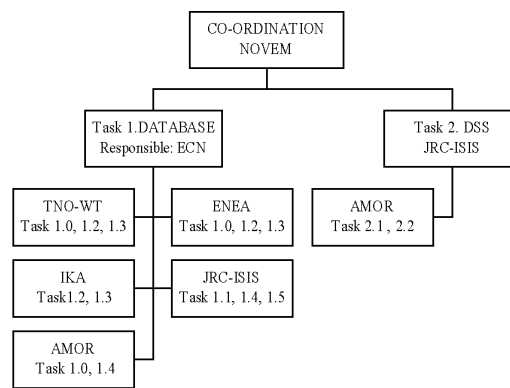 CO-ORDINATION
NOVEM
Task 1.DATABASE
Responsible: ECN
Task 2. DSS
JRC-ISIS
TNO-WT
Task 1.0, 1.2, 1.3
ENEA
Task 1.0, 1.2, 1.3
AMOR
Task 2.1 , 2.2
IKA
Task1.2, 1.3
JRC-ISIS
Task 1.1, 1.4, 1.5
AMOR
Task 1.0, 1.4